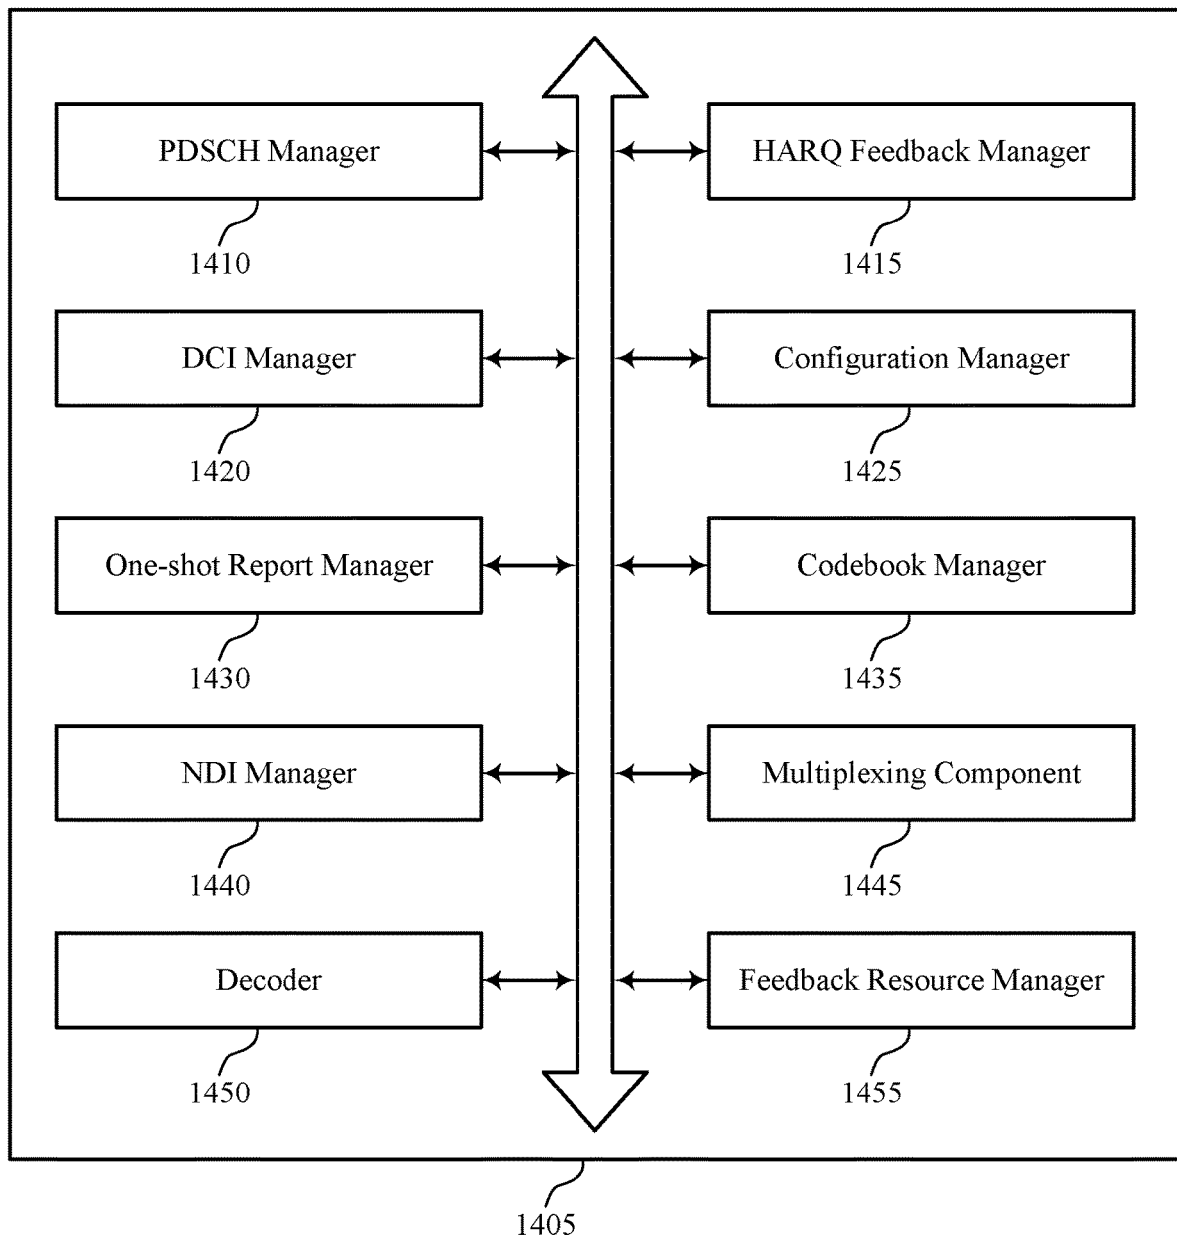 PDSCH Manager
HARQ Feedback Manager
1410
1415
DCI Manager
Configuration Manager
1420
1425
One-shot Report Manager
Codebook Manager
1430
1435
NDI Manager
Multiplexing Component
1440
1445
Decoder
Feedback Resource Manager
1450
1455
1405